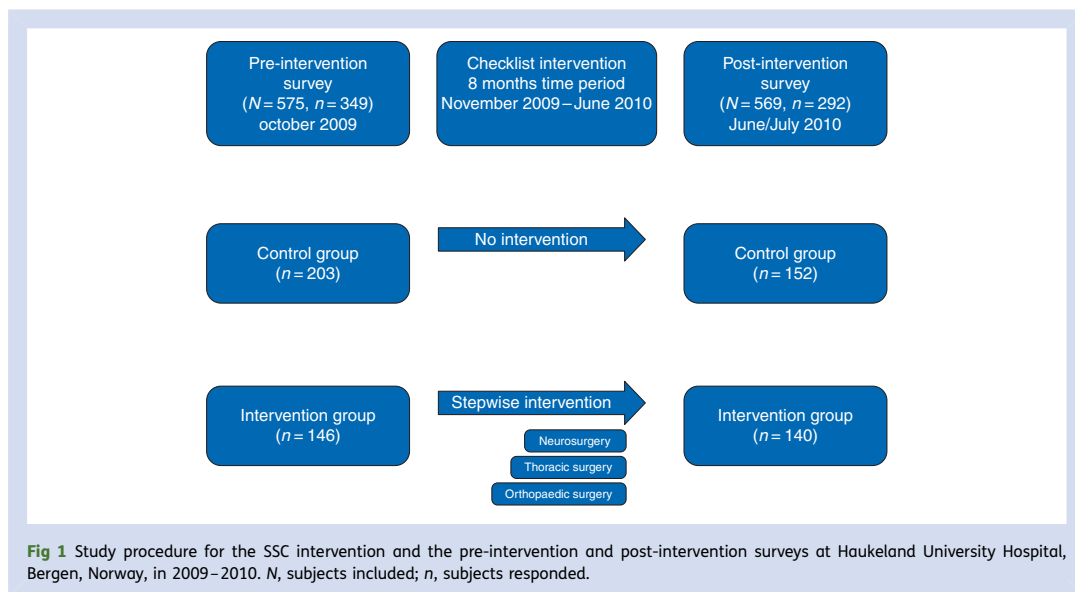 Pre-intervention
survey
(N = 575, n = 349)
october 2009
Checklist intervention
8 months time period
November 2009 – June 2010
Post-intervention
survey
(N = 569, n = 292)
June/July 2010
Control group
(n = 203)
No intervention
Control group
(n = 152)
Intervention group
(n = 146)
Stepwise intervention
Neurosurgery
Thoracic surgery
Orthopaedic surgery
Intervention group
(n = 140)
Fig 1 Study procedure for the SSC intervention and the pre-intervention and post-intervention surveys at Haukeland University Hospital,
Bergen, Norway, in 2009–2010. N, subjects included; n, subjects responded.